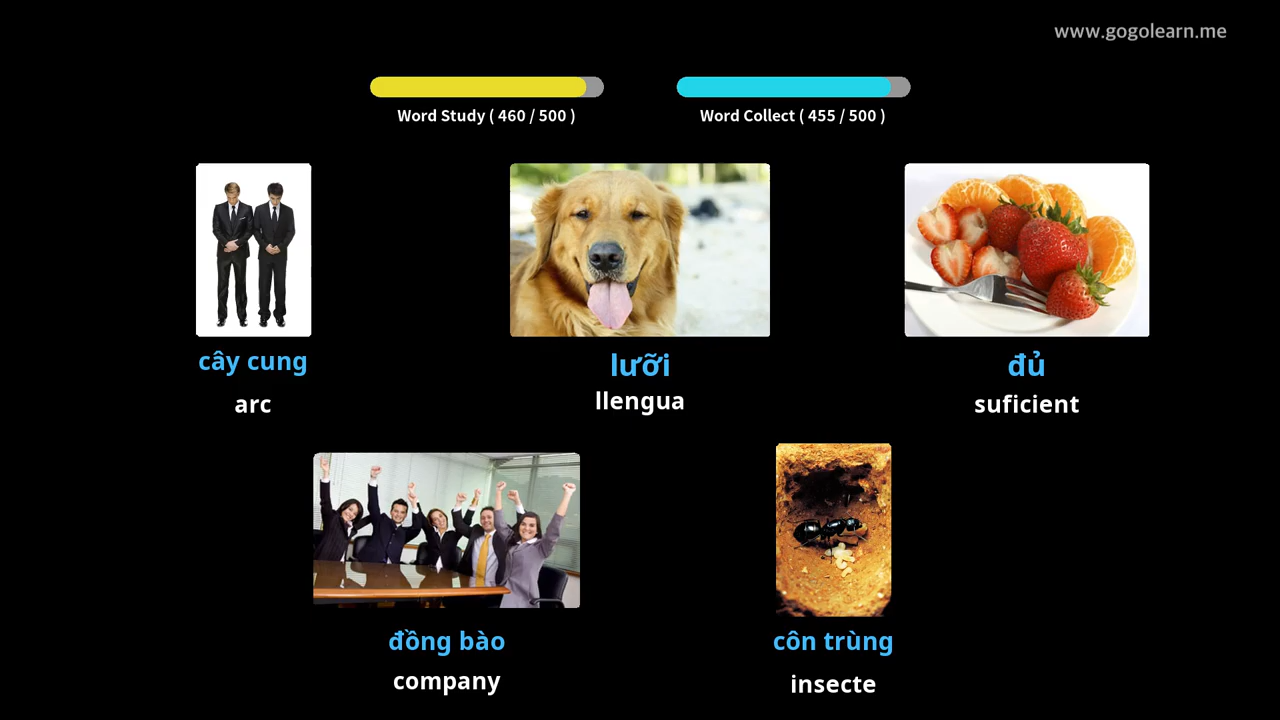 www.gogolearn.me
Word Study ( 460 / 500 )
Word Collect ( 455 / 500 )
cây cung
arc
lưỡi
llengua
đủ
suficient
đồng bào
company
côn trùng
insecte